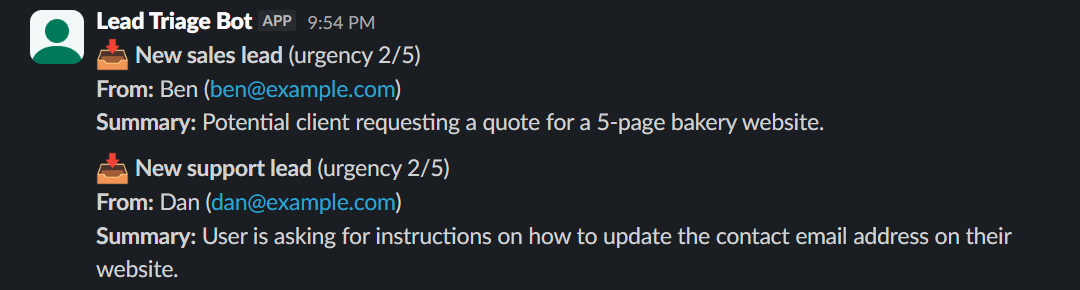 Lead Triage Bot APP 9:54 PM
📥 New sales lead (urgency 2/5)
From: Ben (ben@example.com)
Summary: Potential client requesting a quote for a 5-page bakery website.
📥 New support lead (urgency 2/5)
From: Dan (dan@example.com)
Summary: User is asking for instructions on how to update the contact email address on their
website.